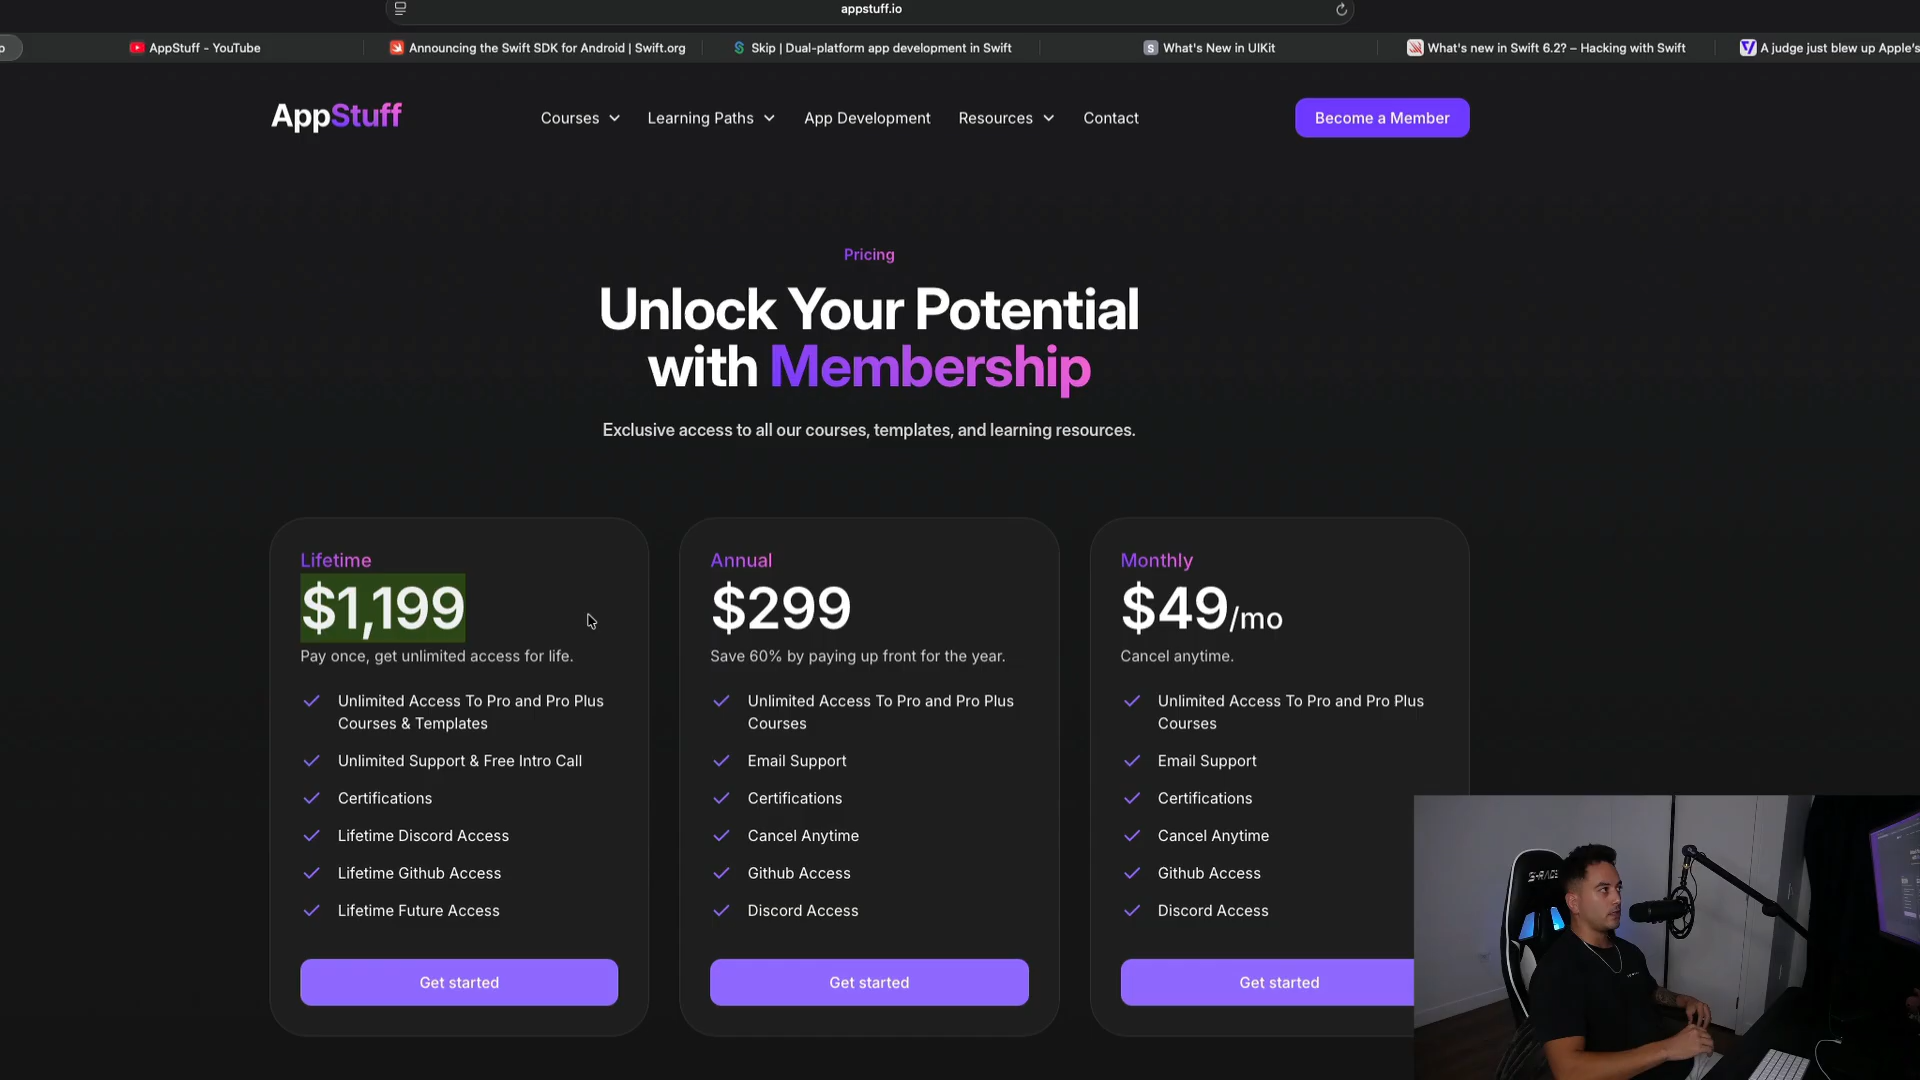 appstuff.io
p
AppStuff - YouTube
Announcing the Swift SDK for Android | Swift.org
Skip | Dual-platform app development in Swift
What's New in UIKit
What's new in Swift 6.2? – Hacking with Swift
A judge just blew up Apple's
AppStuff
Courses
Learning Paths
App Development
Resources
Contact
Become a Member
Pricing
Unlock Your Potential
with Membership
Exclusive access to all our courses, templates, and learning resources.
Lifetime
$1,199
Pay once, get unlimited access for life.
Unlimited Access To Pro and Pro Plus
Courses & Templates
Unlimited Support & Free Intro Call
Certifications
Lifetime Discord Access
Lifetime Github Access
Lifetime Future Access
Get started
Annual
$299
Save 60% by paying up front for the year.
Unlimited Access To Pro and Pro Plus
Courses
Email Support
Certifications
Cancel Anytime
Github Access
Discord Access
Get started
Monthly
$49/mo
Cancel anytime.
Unlimited Access To Pro and Pro Plus
Courses
Email Support
Certifications
Cancel Anytime
Github Access
Discord Access
Get started